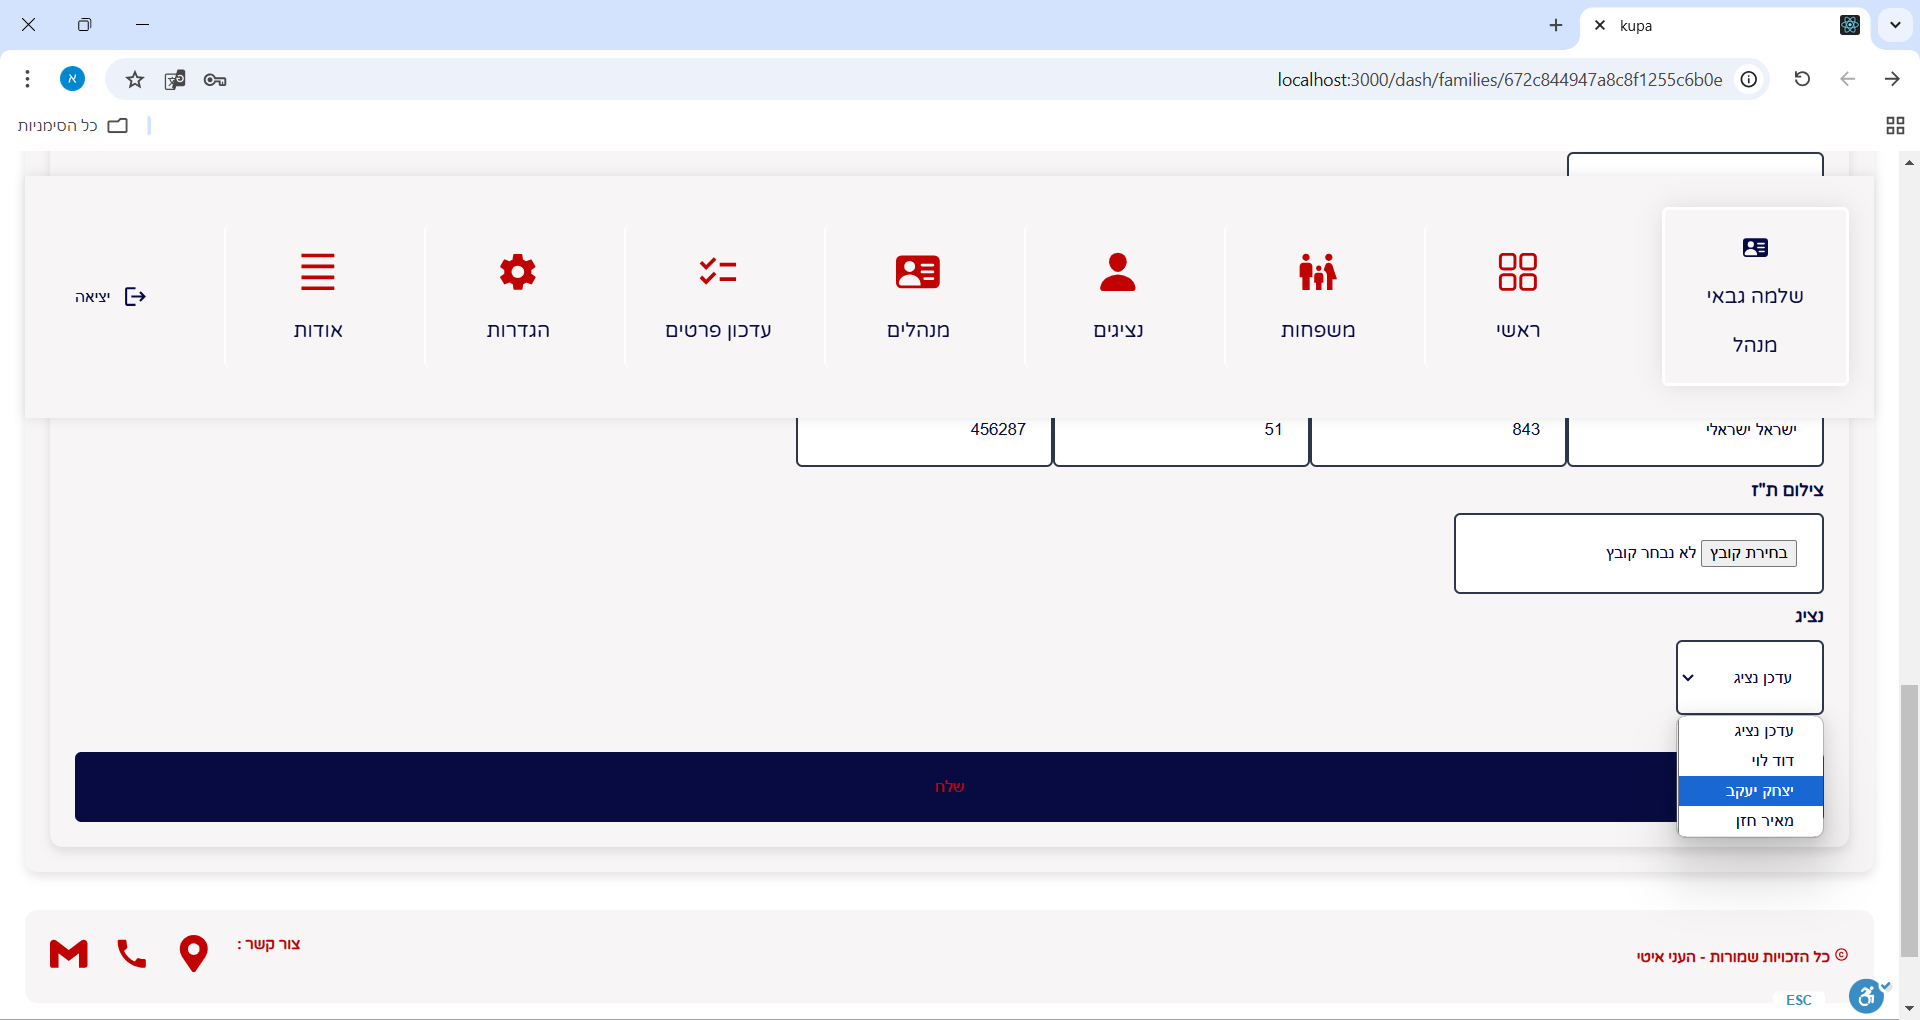 kupa
localhost:3000/dash/families/672c844947a8c8f1255c6b0e
א
כל הסימניות
שלמה גבאי
מנהל
ראשי
משפחות
נציגים
מנהלים
עדכון פרטים
הגדרות
אודות
יציאה
ישראל ישראלי
843
51
456287
צילום ת"ז
בחירת קובץ לא נבחר קובץ
נציג
עדכן נציג
עדכן נציג
דוד לוי
יצחק יעקב
מאיר חזן
שלח
© כל הזכויות שמורות - העני איטי
צור קשר :
ESC